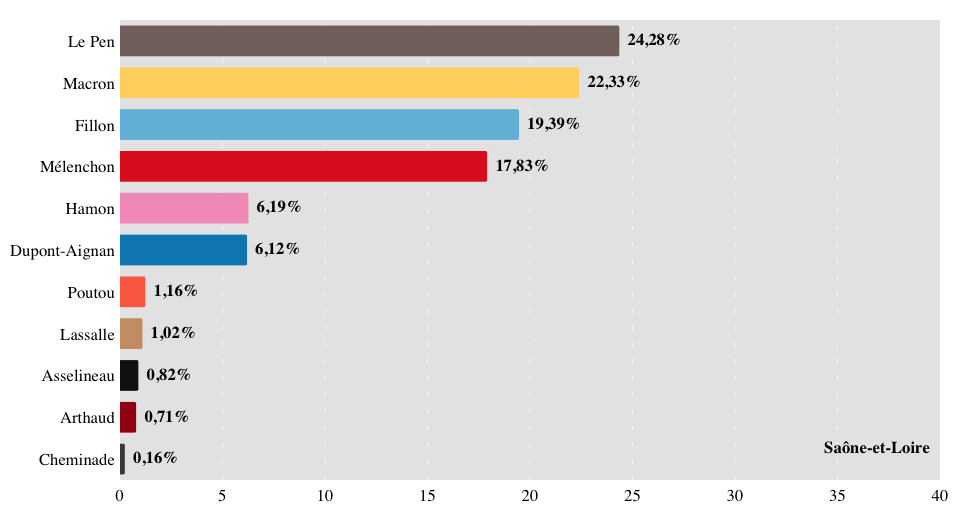 Le Pen 24,28%
Macron 22,33%
Fillon 19,39%
Mélenchon 17,83%
Hamon 6,19%
Dupont-Aignan 6,12%
Poutou 1,16%
Lassalle 1,02%
Asselineau 0,82%
Arthaud 0,71%
Saône-et-Loire
Cheminade 0,16%
0 5 10 15 20 25 30 35 40